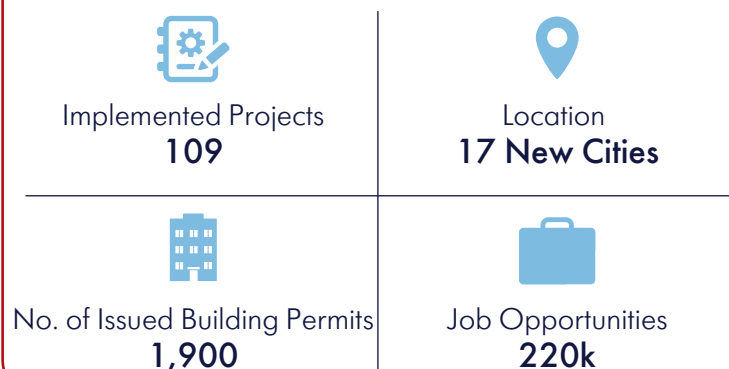 Implemented Projects
109
Location
17 New Cities
No. of Issued Building Permits
1,900
Job Opportunities
220k